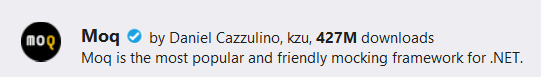 MOQ
Moq by Daniel Cazzulino, kzu, 427M downloads
Moq is the most popular and friendly mocking framework for .NET.